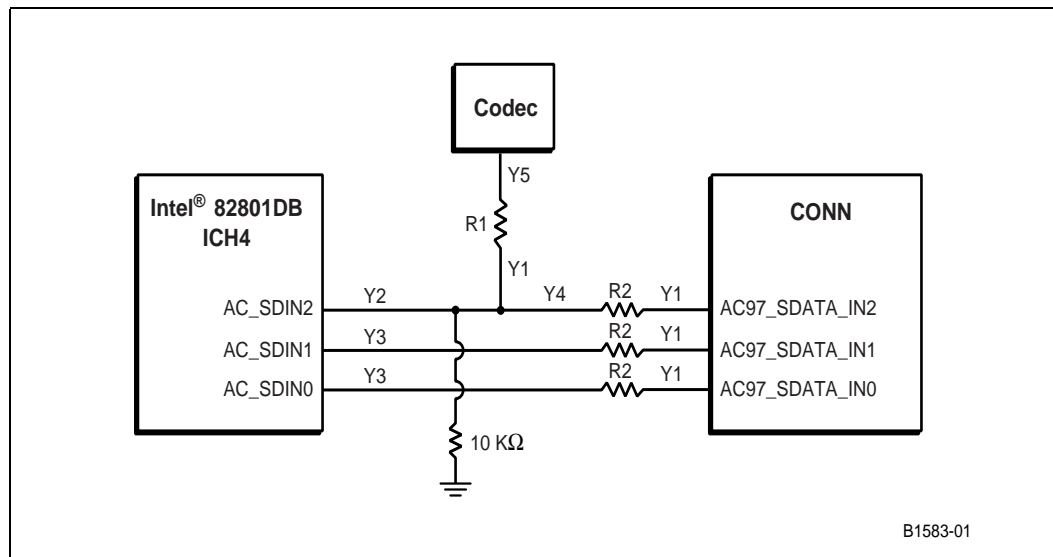 Codec
Y5
R1
Y1
Intel® 82801DB
ICH4
CONN
AC_SDIN2
Y2
Y4
R2
Y1
AC97_SDATA_IN2
AC_SDIN1
Y3
R2
Y1
AC97_SDATA_IN1
AC_SDIN0
Y3
R2
Y1
AC97_SDATA_IN0
10 KΩ
B1583-01